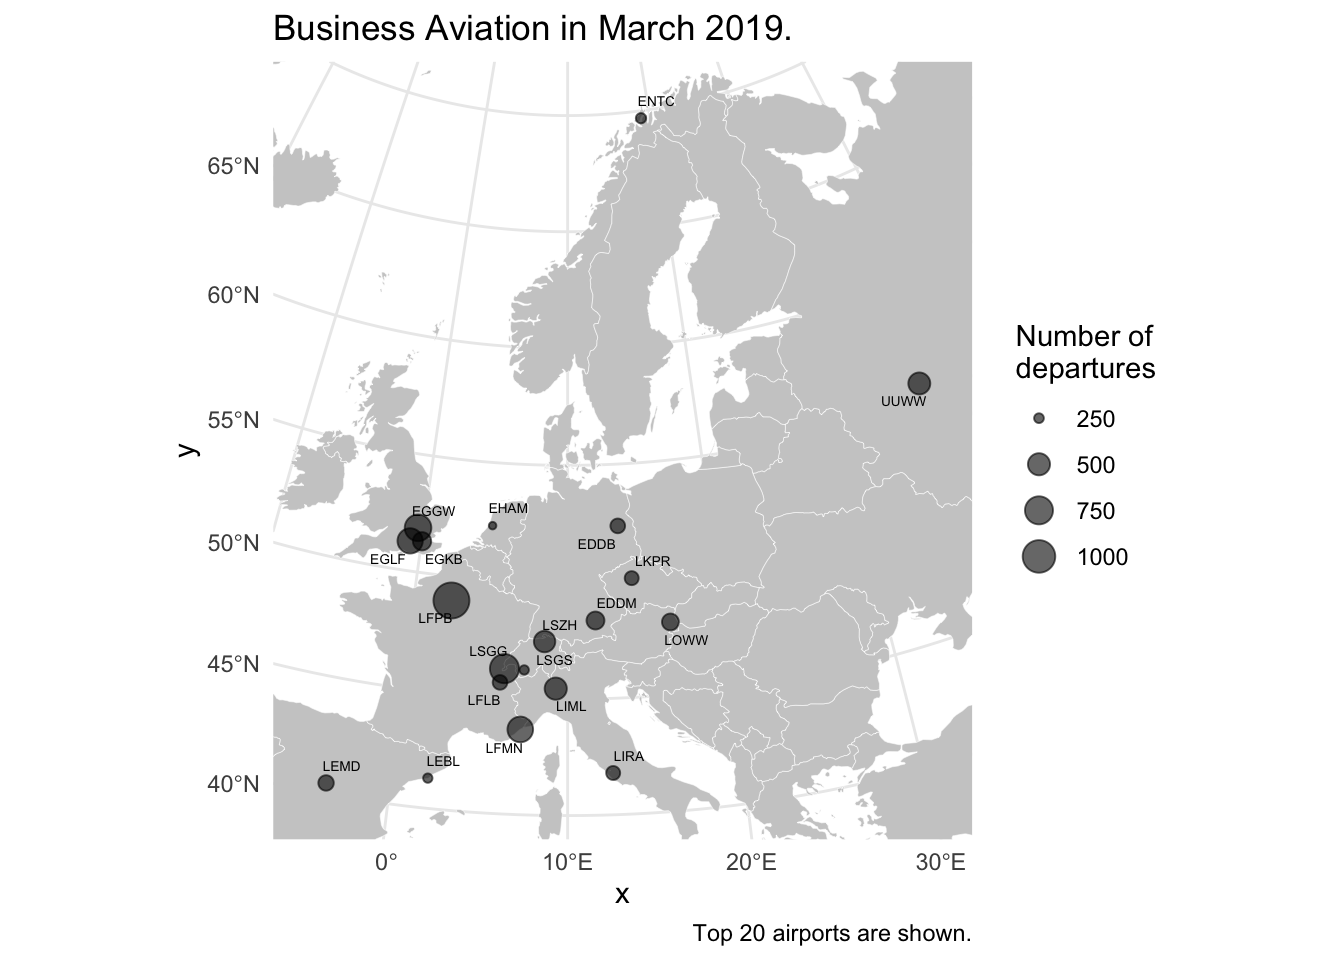 Business Aviation in March 2019.
ENTC
65°N
60°N
UUWW
55°N
EGGW
EHAM
50°N
EDDB
EGLF
EGKB
LKPR
EDDM
LFPB
LSZH
LOWW
LSGG
LSGS
45°N
LFLB
LIML
LFMN
LIRA
LEBL
LEMD
40°N
0°
10°E
20°E
30°E
x
y
Number of
departures
250
500
750
1000
Top 20 airports are shown.